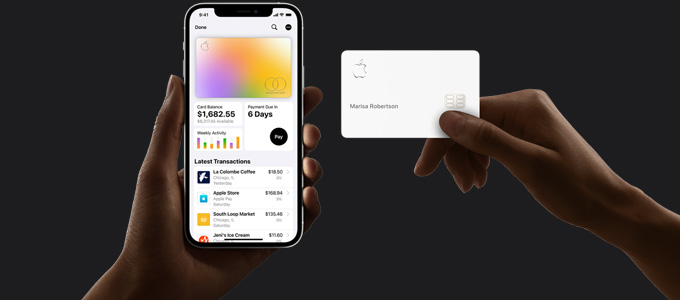 9:41
Done
Card Balance
$1,682.55
Payment Due In
6 Days
Weekly Activity
Pay
Latest Transactions
La Colombe Coffee $18.50
Chicago, IL
Yesterday
Apple Store $168.94
Apple Pay
Saturday
South Loop Market $135.46
Chicago, IL
Saturday
Jeni's Ice Cream $11.60
Marisa Robertson